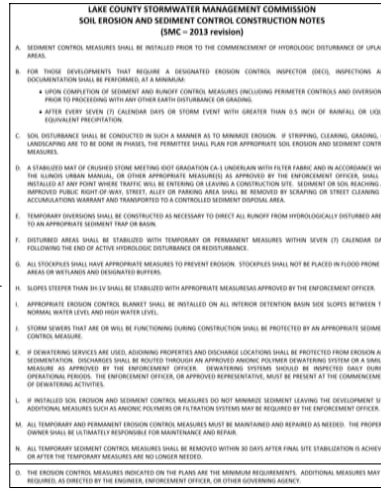 LAKE COUNTY STORMWATER MANAGEMENT COMMISSION
SOIL EROSION AND SEDIMENT CONTROL CONSTRUCTION NOTES
(SMC – 2013 revision)
A. SEDIMENT CONTROL MEASURES SHALL BE INSTALLED PRIOR TO THE COMMENCEMENT OF HYDROLOGIC DISTURBANCE OF UPLA
AREAS.
B. FOR THOSE DEVELOPMENTS THAT REQUIRE A DESIGNATED EROSION CONTROL INSPECTOR (DECI), INSPECTIONS A
DOCUMENTATION SHALL BE PERFORMED, AT A MINIMUM:
• UPON COMPLETION OF SEDIMENT AND RUNOFF CONTROL MEASURES (INCLUDING PERIMETER CONTROLS AND DIVERSION
PRIOR TO PROCEEDING WITH ANY OTHER EARTH DISTURBANCE OR GRADING.
• AFTER EVERY SEVEN (7) CALENDAR DAYS OR STORM EVENT WITH GREATER THAN 0.5 INCH OF RAINFALL OR LIQU
EQUIVALENT PRECIPITATION.
C. SOIL DISTURBANCE SHALL BE CONDUCTED IN SUCH A MANNER AS TO MINIMIZE EROSION. IF STRIPPING, CLEARING, GRADING,
LANDSCAPING ARE TO BE DONE IN PHASES, THE PERMITTEE SHALL PLAN FOR APPROPRIATE SOIL EROSION AND SEDIMENT CONTR
MEASURES.
D. A STABILIZED MAT OF CRUSHED STONE MEETING IDOT GRADATION CA-1 UNDERLAIN WITH FILTER FABRIC AND IN ACCORDANCE WI
THE ILLINOIS URBAN MANUAL, OR OTHER APPROPRIATE MEASURE(S) AS APPROVED BY THE ENFORCEMENT OFFICER, SHALL
INSTALLED AT ANY POINT WHERE TRAFFIC WILL BE ENTERING OR LEAVING A CONSTRUCTION SITE. SEDIMENT OR SOIL REACHING
IMPROVED PUBLIC RIGHT-OF-WAY, STREET, ALLEY OR PARKING AREA SHALL BE REMOVED BY SCRAPING OR STREET CLEANING
ACCUMULATIONS WARRANT AND TRANSPORTED TO A CONTROLLED SEDIMENT DISPOSAL AREA.
E. TEMPORARY DIVERSIONS SHALL BE CONSTRUCTED AS NECESSARY TO DIRECT ALL RUNOFF FROM HYDROLOGICALLY DISTURBED ARE
TO AN APPROPRIATE SEDIMENT TRAP OR BASIN.
F. DISTURBED AREAS SHALL BE STABILIZED WITH TEMPORARY OR PERMANENT MEASURES WITHIN SEVEN (7) CALENDAR DA
FOLLOWING THE END OF ACTIVE HYDROLOGIC DISTURBANCE OR REDISTURBANCE.
G. ALL STOCKPILES SHALL HAVE APPROPRIATE MEASURES TO PREVENT EROSION. STOCKPILES SHALL NOT BE PLACED IN FLOOD PRONE
AREAS OR WETLANDS AND DESIGNATED BUFFERS.
H. SLOPES STEEPER THAN 3H:1V SHALL BE STABILIZED WITH APPROPRIATE MEASURESAS APPROVED BY THE ENFORCEMENT OFFICER.
I. APPROPRIATE EROSION CONTROL BLANKET SHALL BE INSTALLED ON ALL INTERIOR DETENTION BASIN SIDE SLOPES BETWEEN T
NORMAL WATER LEVEL AND HIGH WATER LEVEL.
J. STORM SEWERS THAT ARE OR WILL BE FUNCTIONING DURING CONSTRUCTION SHALL BE PROTECTED BY AN APPROPRIATE SEDIME
CONTROL MEASURE.
K. IF DEWATERING SERVICES ARE USED, ADJOINING PROPERTIES AND DISCHARGE LOCATIONS SHALL BE PROTECTED FROM EROSION A
SEDIMENTATION. DISCHARGES SHALL BE ROUTED THROUGH AN APPROVED ANIONIC POLYMER DEWATERING SYSTEM OR A SIMIL
MEASURE AS APPROVED BY THE ENFORCEMENT OFFICER. DEWATERING SYSTEMS SHOULD BE INSPECTED DAILY DURI
OPERATIONAL PERIODS. THE ENFORCEMENT OFFICER, OR APPROVED REPRESENTATIVE, MUST BE PRESENT AT THE COMMENCEME
OF DEWATERING ACTIVITIES.
L. IF INSTALLED SOIL EROSION AND SEDIMENT CONTROL MEASURES DO NOT MINIMIZE SEDIMENT LEAVING THE DEVELOPMENT SI
ADDITIONAL MEASURES SUCH AS ANIONIC POLYMERS OR FILTRATION SYSTEMS MAY BE REQUIRED BY THE ENFORCEMENT OFFICER.
M. ALL TEMPORARY AND PERMANENT EROSION CONTROL MEASURES MUST BE MAINTAINED AND REPAIRED AS NEEDED. THE PROPER
OWNER SHALL BE ULTIMATELY RESPONSIBLE FOR MAINTENANCE AND REPAIR.
N. ALL TEMPORARY SEDIMENT CONTROL MEASURES SHALL BE REMOVED WITHIN 30 DAYS AFTER FINAL SITE STABILIZATION IS ACHIEV
OR AFTER THE TEMPORARY MEASURES ARE NO LONGER NEEDED.
O. THE EROSION CONTROL MEASURES INDICATED ON THE PLANS ARE THE MINIMUM REQUIREMENTS. ADDITIONAL MEASURES MAY
REQUIRED, AS DIRECTED BY THE ENGINEER, ENFORCEMENT OFFICER, OR OTHER GOVERNING AGENCY.